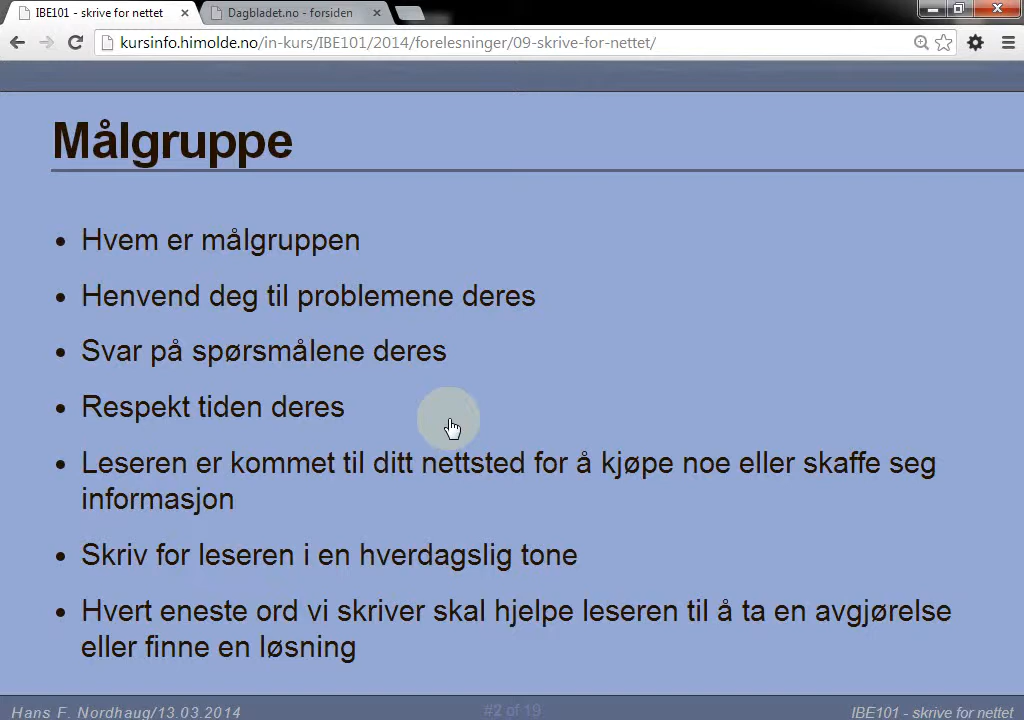 IBE101 - skrive for nettet
Dagbladet.no - forsiden
kursinfo.himolde.no/in-kurs/IBE101/2014/forelesninger/09-skrive-for-nettet/
Målgruppe
• Hvem er målgruppen
• Henvend deg til problemene deres
• Svar på spørsmålene deres
• Respekt tiden deres
• Leseren er kommet til ditt nettsted for å kjøpe noe eller skaffe seg
informasjon
• Skriv for leseren i en hverdagslig tone
• Hvert eneste ord vi skriver skal hjelpe leseren til å ta en avgjørelse
eller finne en løsning
Hans F. Nordhaug/13.03.2014
#2 of 19
IBE101 - skrive for nettet